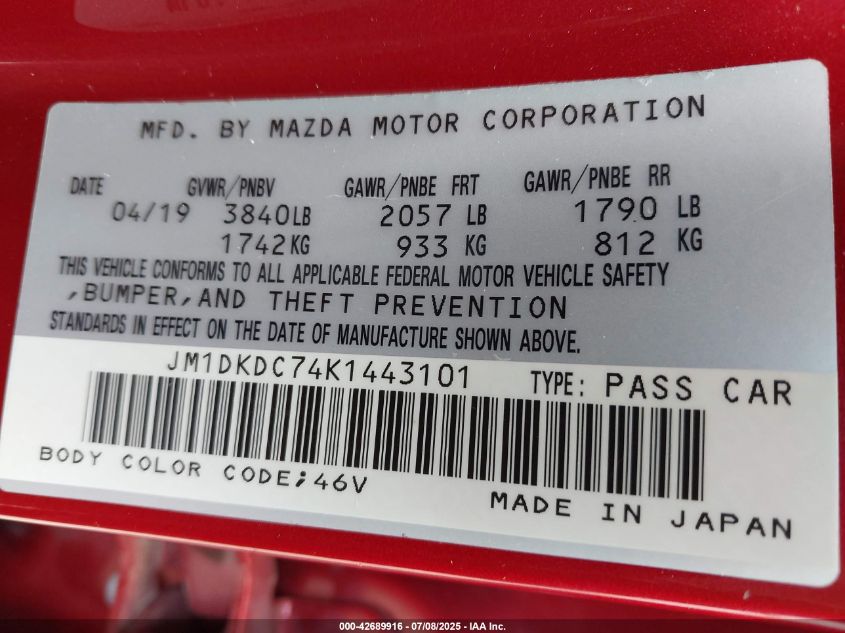 MFD. BY MAZDA MOTOR CORPORATION
DATE GVWR/PNBV GAWR/PNBE FRT GAWR/PNBE RR
04/19 3840LB 2057 LB 1790 LB
1742KG 933 KG 812 KG
THIS VEHICLE CONFORMS TO ALL APPLICABLE FEDERAL MOTOR VEHICLE SAFETY
,BUMPER,AND THEFT PREVENTION
STANDARDS IN EFFECT ON THE DATE OF MANUFACTURE SHOWN ABOVE.
JM1DKDC74K1443101 TYPE: PASS CAR
BODY COLOR CODE;46V
MADE IN JAPAN
000-42689916 - 07/08/2025 - IAA Inc.